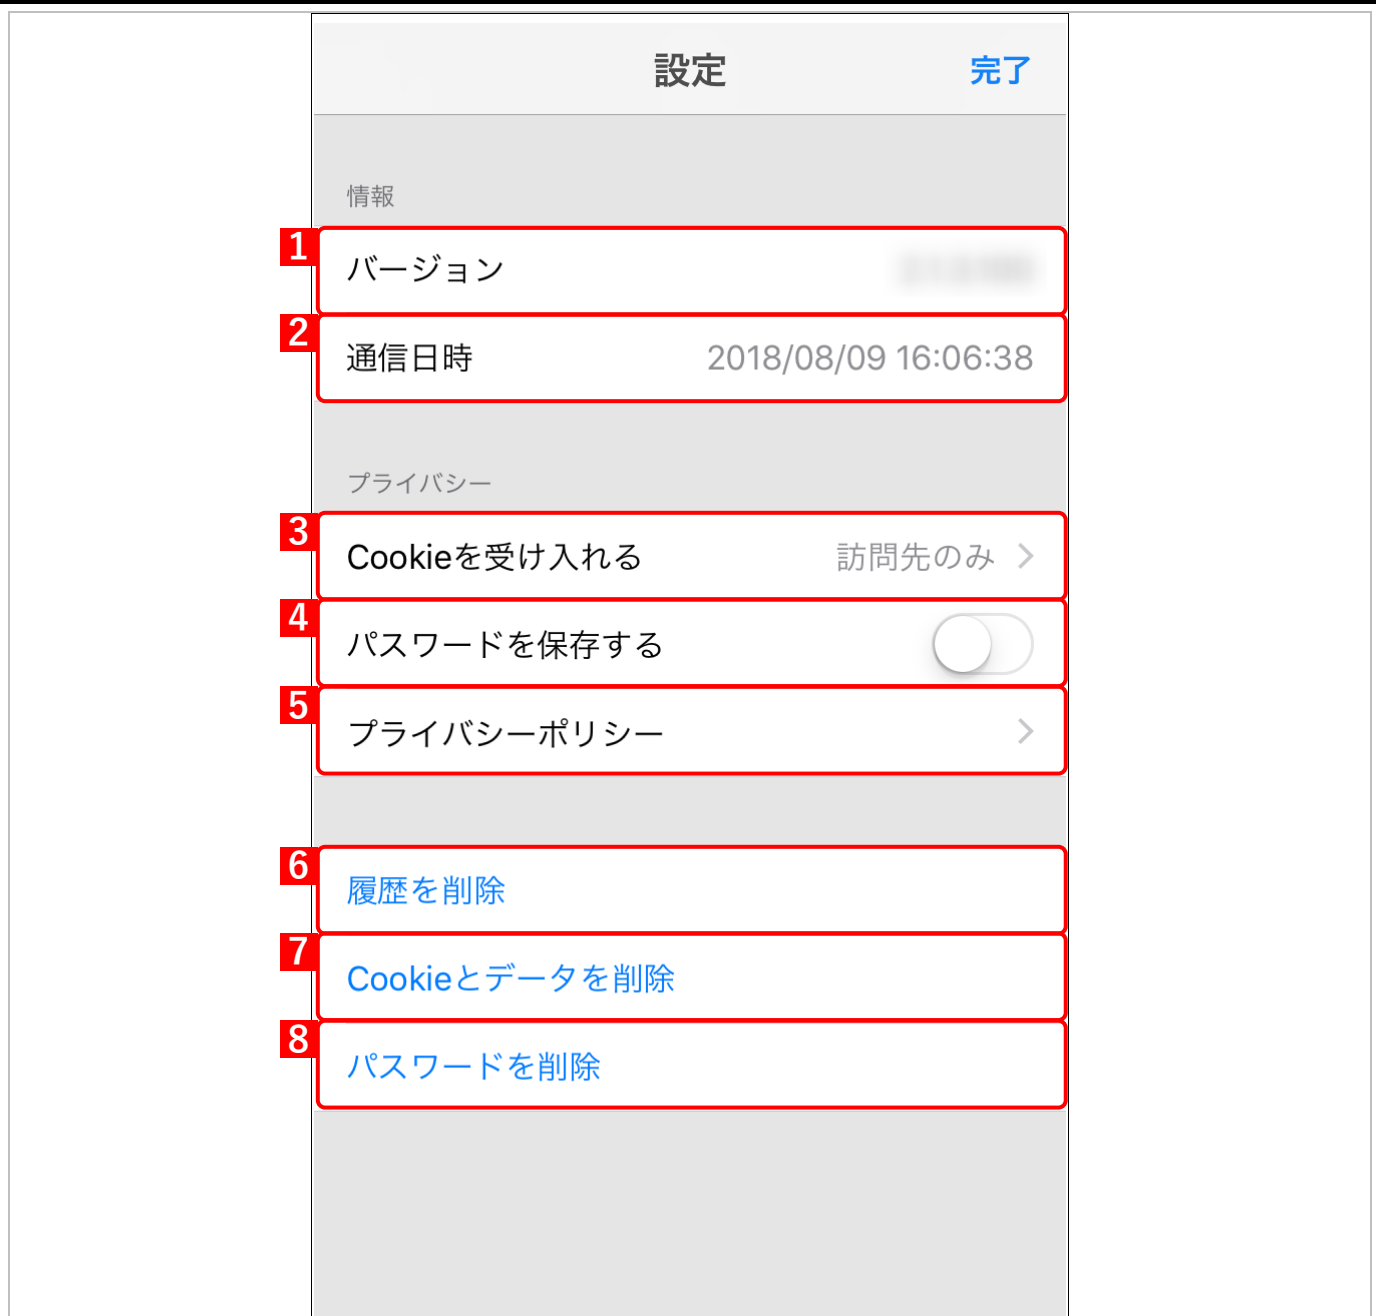 設定 完了
情報
1 バージョン
2 通信日時 2018/08/09 16:06:38
プライバシー
3 Cookieを受け入れる 訪問先のみ
4 パスワードを保存する
5 プライバシーポリシー
6 履歴を削除
7 Cookieとデータを削除
8 パスワードを削除